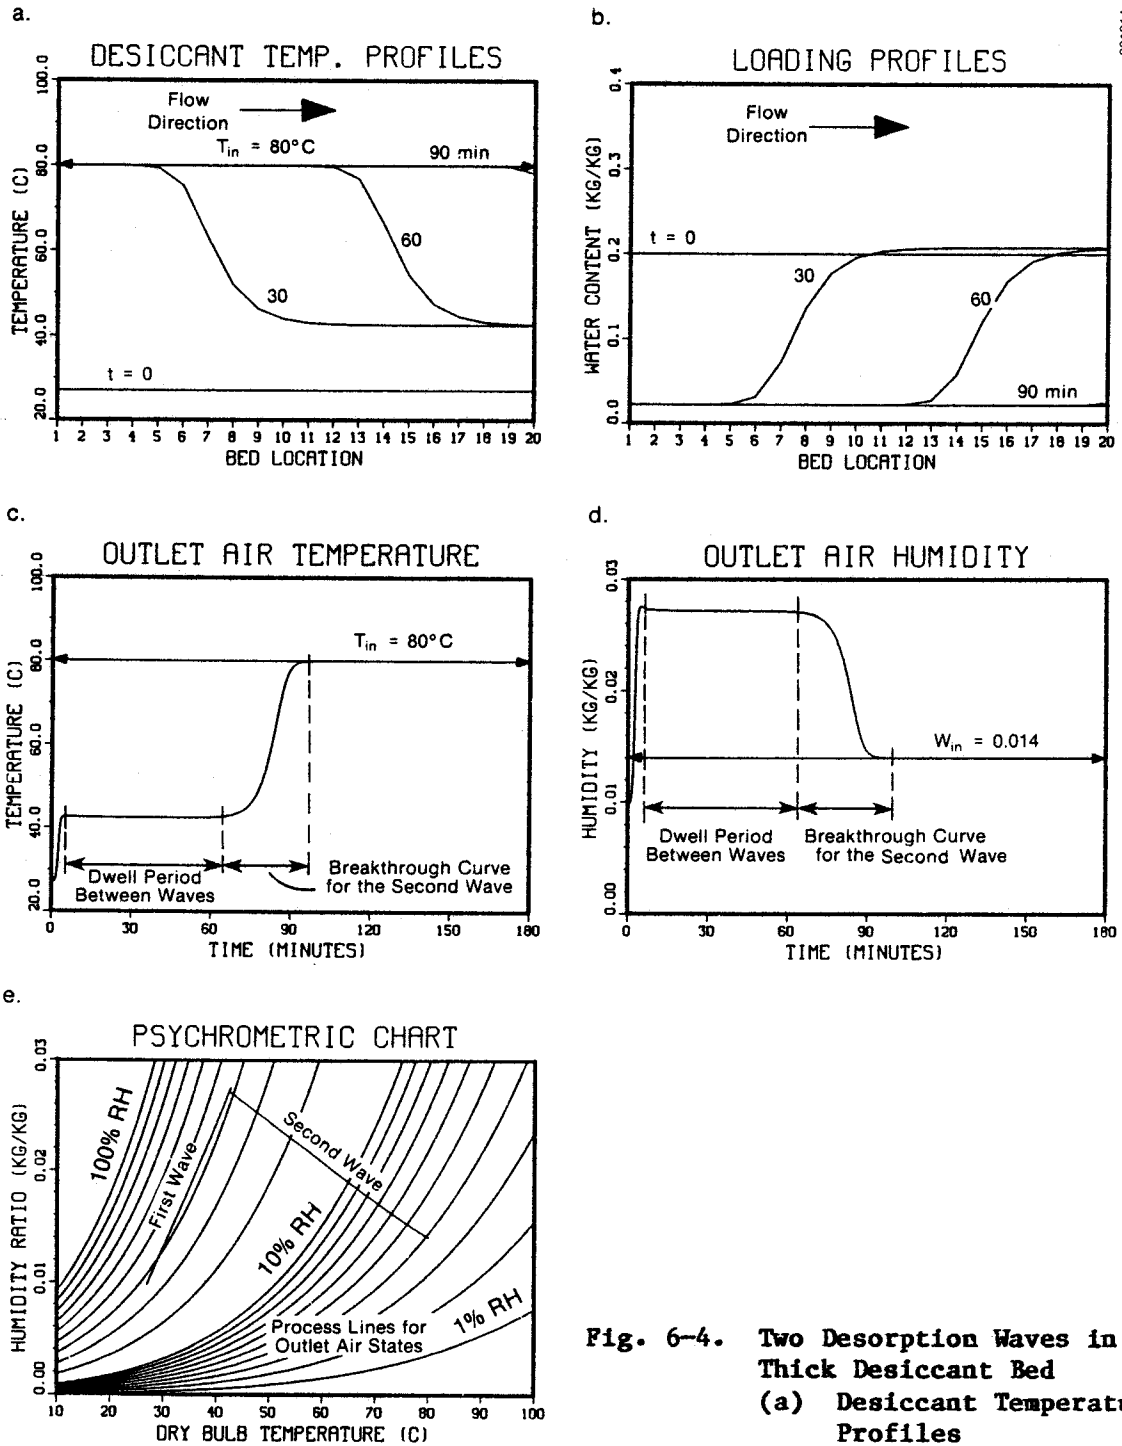 a.
DESICCANT TEMP. PROFILES
100.0
80.0
60.0
40.0
20.0
TEMPERATURE (C)
Flow
Direction
T_in = 80°C
90 min
60
30
t = 0
1 2 3 4 5 6 7 8 9 10 11 12 13 14 15 16 17 18 19 20
BED LOCATION
b.
LOADING PROFILES
0.4
0.3
0.2
0.1
0.0
WATER CONTENT (KG/KG)
Flow
Direction
t = 0
30
60
90 min
1 2 3 4 5 6 7 8 9 10 11 12 13 14 15 16 17 18 19 20
BED LOCATION
c.
OUTLET AIR TEMPERATURE
100.0
80.0
60.0
40.0
20.0
TEMPERATURE (C)
T_in = 80°C
Dwell Period
Between Waves
Breakthrough Curve
for the Second Wave
0 30 60 90 120 150 180
TIME (MINUTES)
d.
OUTLET AIR HUMIDITY
0.03
0.02
0.01
0.00
HUMIDITY (KG/KG)
W_in = 0.014
Dwell Period
Between Waves
Breakthrough Curve
for the Second Wave
0 30 60 90 120 150 180
TIME (MINUTES)
e.
PSYCHROMETRIC CHART
0.03
0.02
0.01
0.00
HUMIDITY RATIO (KG/KG)
100% RH
First Wave
Second Wave
10% RH
1% RH
Process Lines for
Outlet Air States
10 20 30 40 50 60 70 80 90 100
DRY BULB TEMPERATURE (C)
Fig. 6-4. Two Desorption Waves in
Thick Desiccant Bed
(a) Desiccant Temperatu
Profiles